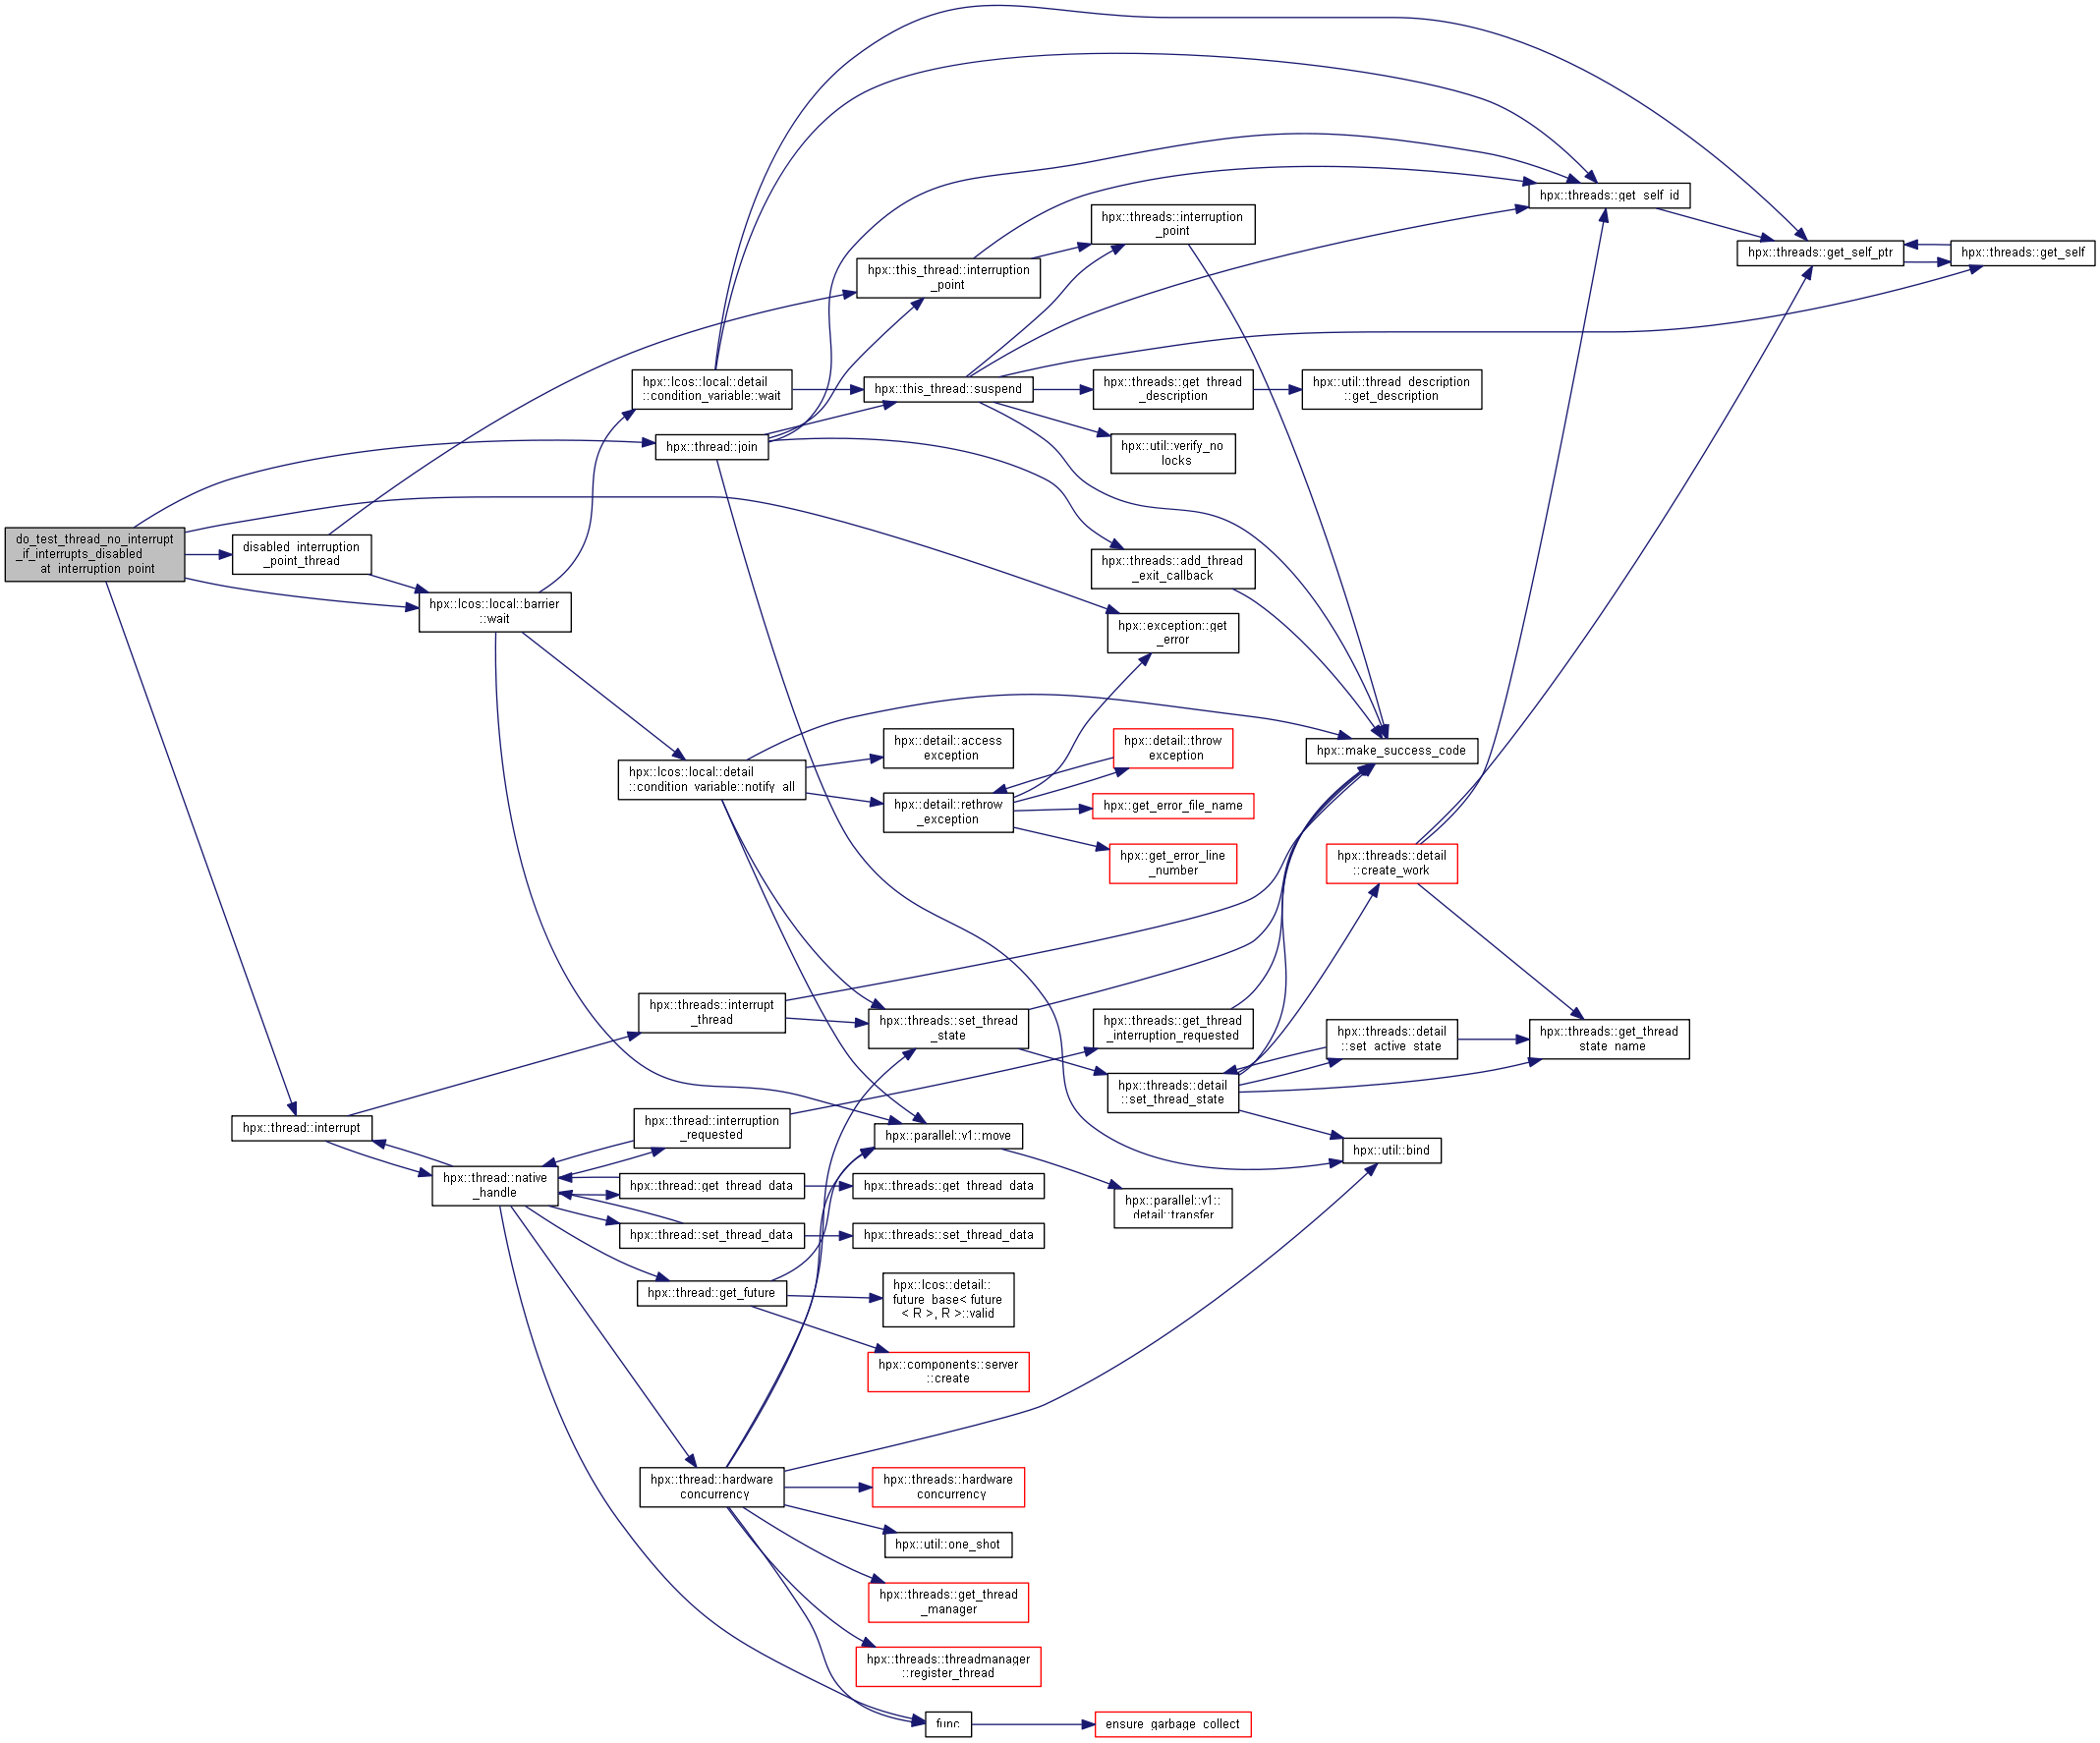 do_test_thread_no_interrupt
_if_interrupts_disabled
_at_interruption_point
disabled_interruption
_point_thread
hpx::lcos::local::barrier
::wait
hpx::thread::interrupt
hpx::thread::native
_handle
hpx::lcos::local::detail
::condition_variable::wait
hpx::thread::join
hpx::lcos::local::detail
::condition_variable::notify_all
hpx::threads::interrupt
_thread
hpx::thread::interruption
_requested
hpx::thread::get_thread_data
hpx::thread::set_thread_data
hpx::thread::get_future
hpx::thread::hardware
_concurrency
hpx::this_thread::interruption
_point
hpx::this_thread::suspend
hpx::detail::access
_exception
hpx::detail::rethrow
_exception
hpx::threads::set_thread
_state
hpx::parallel::v1::move
hpx::threads::get_thread_data
hpx::threads::set_thread_data
hpx::lcos::detail::
future_base< future
< R >, R >::valid
hpx::components::server
::create
hpx::threads::hardware
_concurrency
hpx::util::one_shot
hpx::threads::get_thread
_manager
hpx::threads::threadmanager
::register_thread
func
hpx::threads::interruption
_point
hpx::threads::get_thread
_description
hpx::util::verify_no
_locks
hpx::threads::add_thread
_exit_callback
hpx::exception::get
_error
hpx::detail::throw
_exception
hpx::get_error_file_name
hpx::get_error_line
_number
hpx::threads::get_thread
_interruption_requested
hpx::threads::detail
::set_thread_state
hpx::parallel::v1::
detail::transfer
ensure_garbage_collect
hpx::util::thread_description
::get_description
hpx::make_success_code
hpx::threads::detail
::create_work
hpx::threads::detail
::set_active_state
hpx::util::bind
hpx::threads::get_self_id
hpx::threads::get_thread
_state_name
hpx::threads::get_self_ptr
hpx::threads::get_self